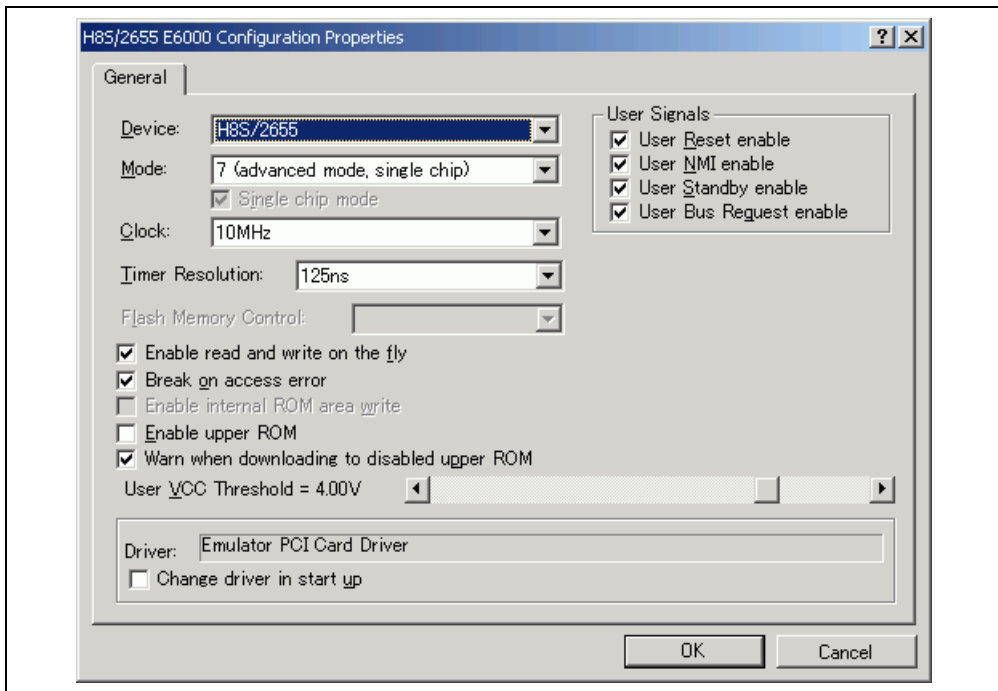 H8S/2655 E6000 Configuration Properties
General
Device: H8S/2655
Mode: 7 (advanced mode, single chip)
Single chip mode
Clock: 10MHz
Timer Resolution: 125ns
Flash Memory Control:
Enable read and write on the fly
Break on access error
Enable internal ROM area write
Enable upper ROM
Warn when downloading to disabled upper ROM
User VCC Threshold = 4.00V
User Signals
User Reset enable
User NMI enable
User Standby enable
User Bus Request enable
Driver: Emulator PCI Card Driver
Change driver in start up
OK
Cancel